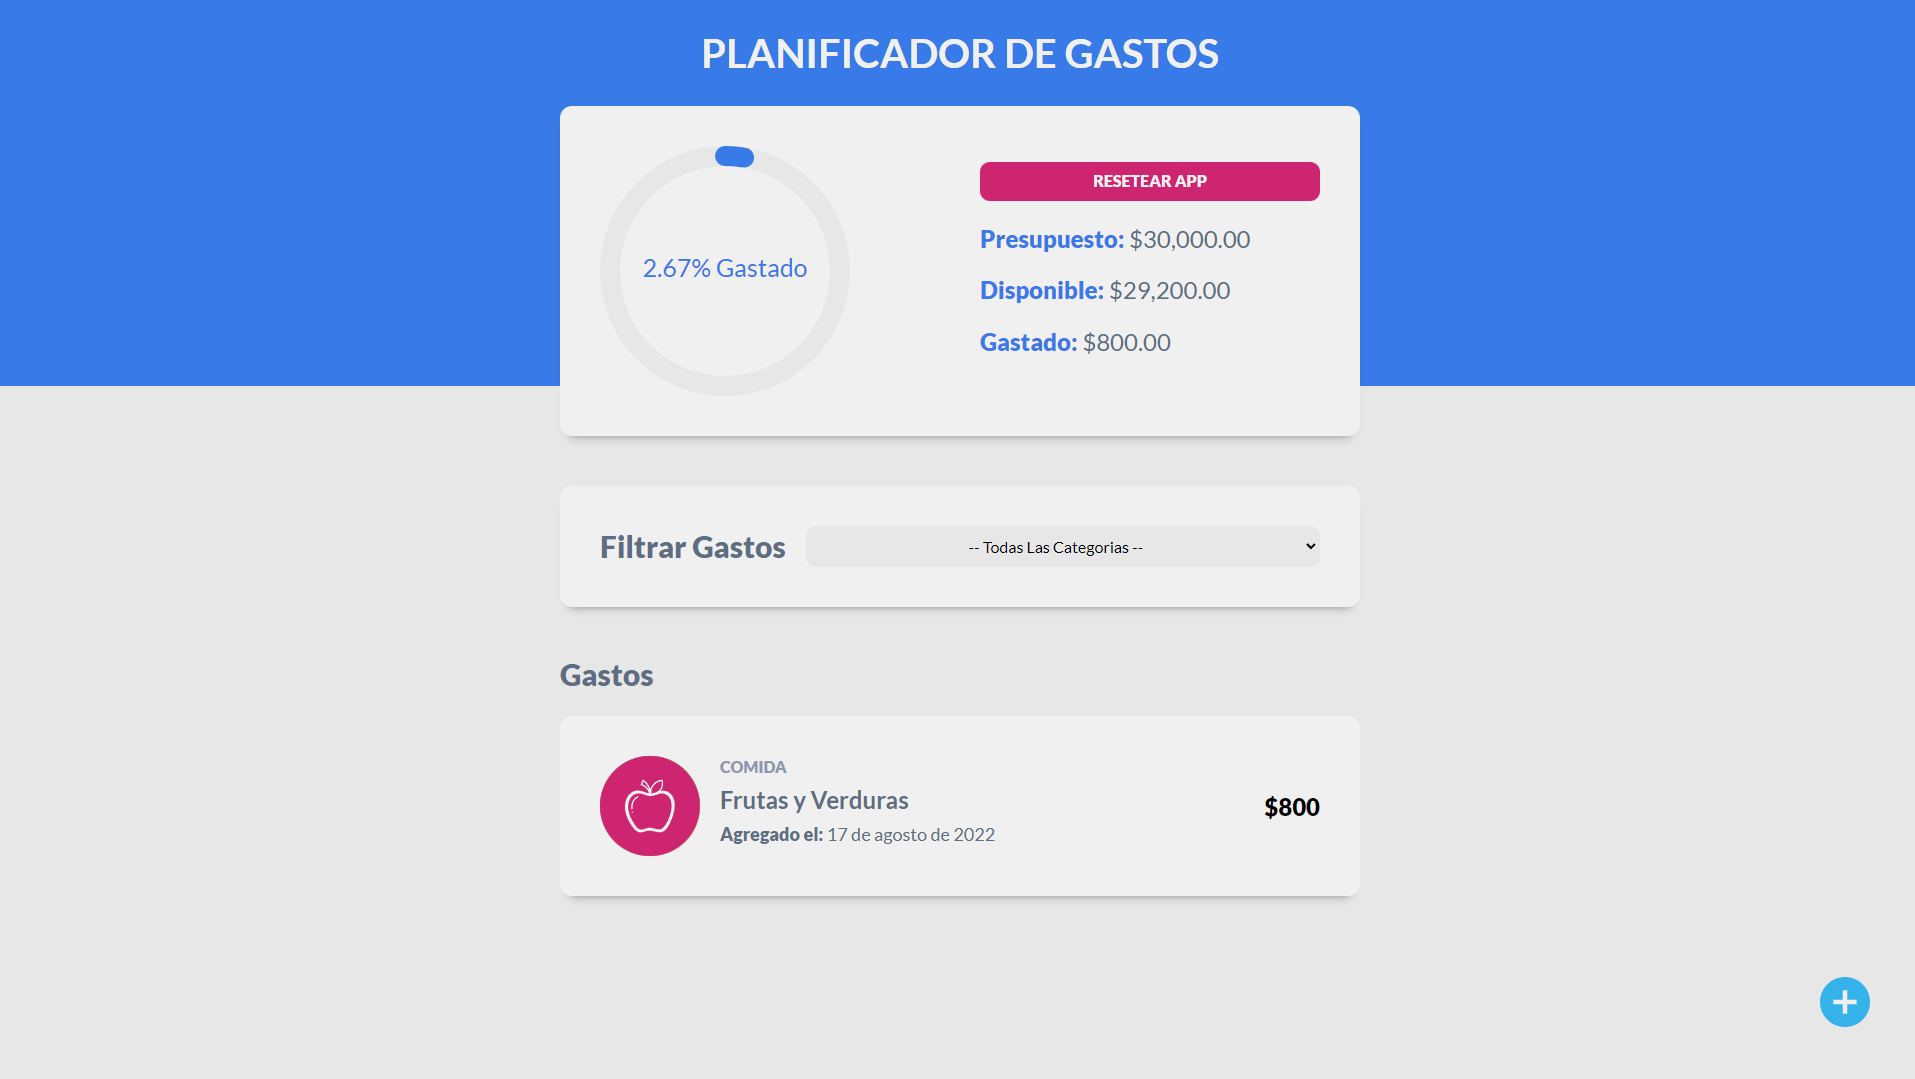 PLANIFICADOR DE GASTOS
2.67% Gastado
RESETEAR APP
Presupuesto: $30,000.00
Disponible: $29,200.00
Gastado: $800.00
Filtrar Gastos
-- Todas Las Categorias --
Gastos
COMIDA
Frutas y Verduras
Agregado el: 17 de agosto de 2022
$800